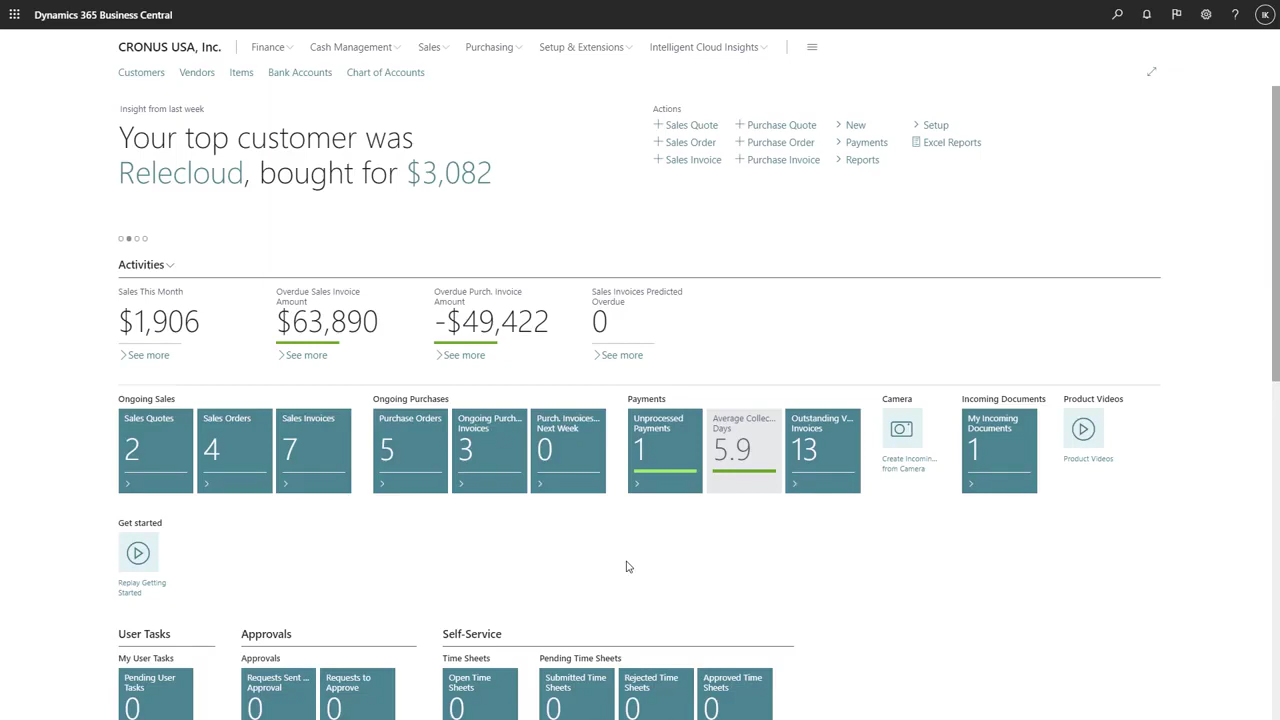 Dynamics 365 Business Central
IK
CRONUS USA, Inc.
Finance
Cash Management
Sales
Purchasing
Setup & Extensions
Intelligent Cloud Insights
Customers
Vendors
Items
Bank Accounts
Chart of Accounts
Insight from last week
Your top customer was
Relecloud, bought for $3,082
Actions
Sales Quote
Purchase Quote
New
Setup
Sales Order
Purchase Order
Payments
Excel Reports
Sales Invoice
Purchase Invoice
Reports
Activities
Sales This Month
$1,906
See more
Overdue Sales Invoice
Amount
$63,890
See more
Overdue Purch. Invoice
Amount
-$49,422
See more
Sales Invoices Predicted
Overdue
0
See more
Ongoing Sales
Sales Quotes
2
Sales Orders
4
Sales Invoices
7
Ongoing Purchases
Purchase Orders
5
Ongoing Purch...
Invoices
3
Purch. Invoices...
Next Week
0
Payments
Unprocessed
Payments
1
Average Collec...
Days
5.9
Outstanding V...
Invoices
13
Camera
Create Incomin...
from Camera
Incoming Documents
My Incoming
Documents
1
Product Videos
Product Videos
Get started
Replay Getting
Started
User Tasks
My User Tasks
Pending User
Tasks
0
Approvals
Approvals
Requests Sent ...
Approval
0
Requests to
Approve
0
Self-Service
Time Sheets
Open Time
Sheets
0
Pending Time Sheets
Submitted Time
Sheets
0
Rejected Time
Sheets
0
Approved Time
Sheets
0